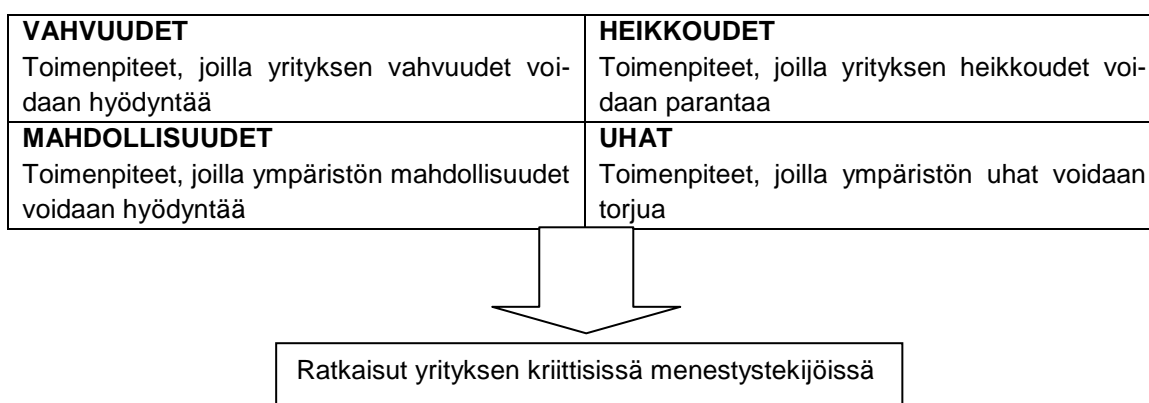 VAHVUUDET
Toimenpiteet, joilla yrityksen vahvuudet voi-
daan hyödyntää
HEIKKOUDET
Toimenpiteet, joilla yrityksen heikkoudet voi-
daan parantaa
MAHDOLLISUUDET
Toimenpiteet, joilla ympäristön mahdollisuudet
voidaan hyödyntää
UHAT
Toimenpiteet, joilla ympäristön uhat voidaan
torjua
Ratkaisut yrityksen kriittisissä menestystekijöissä